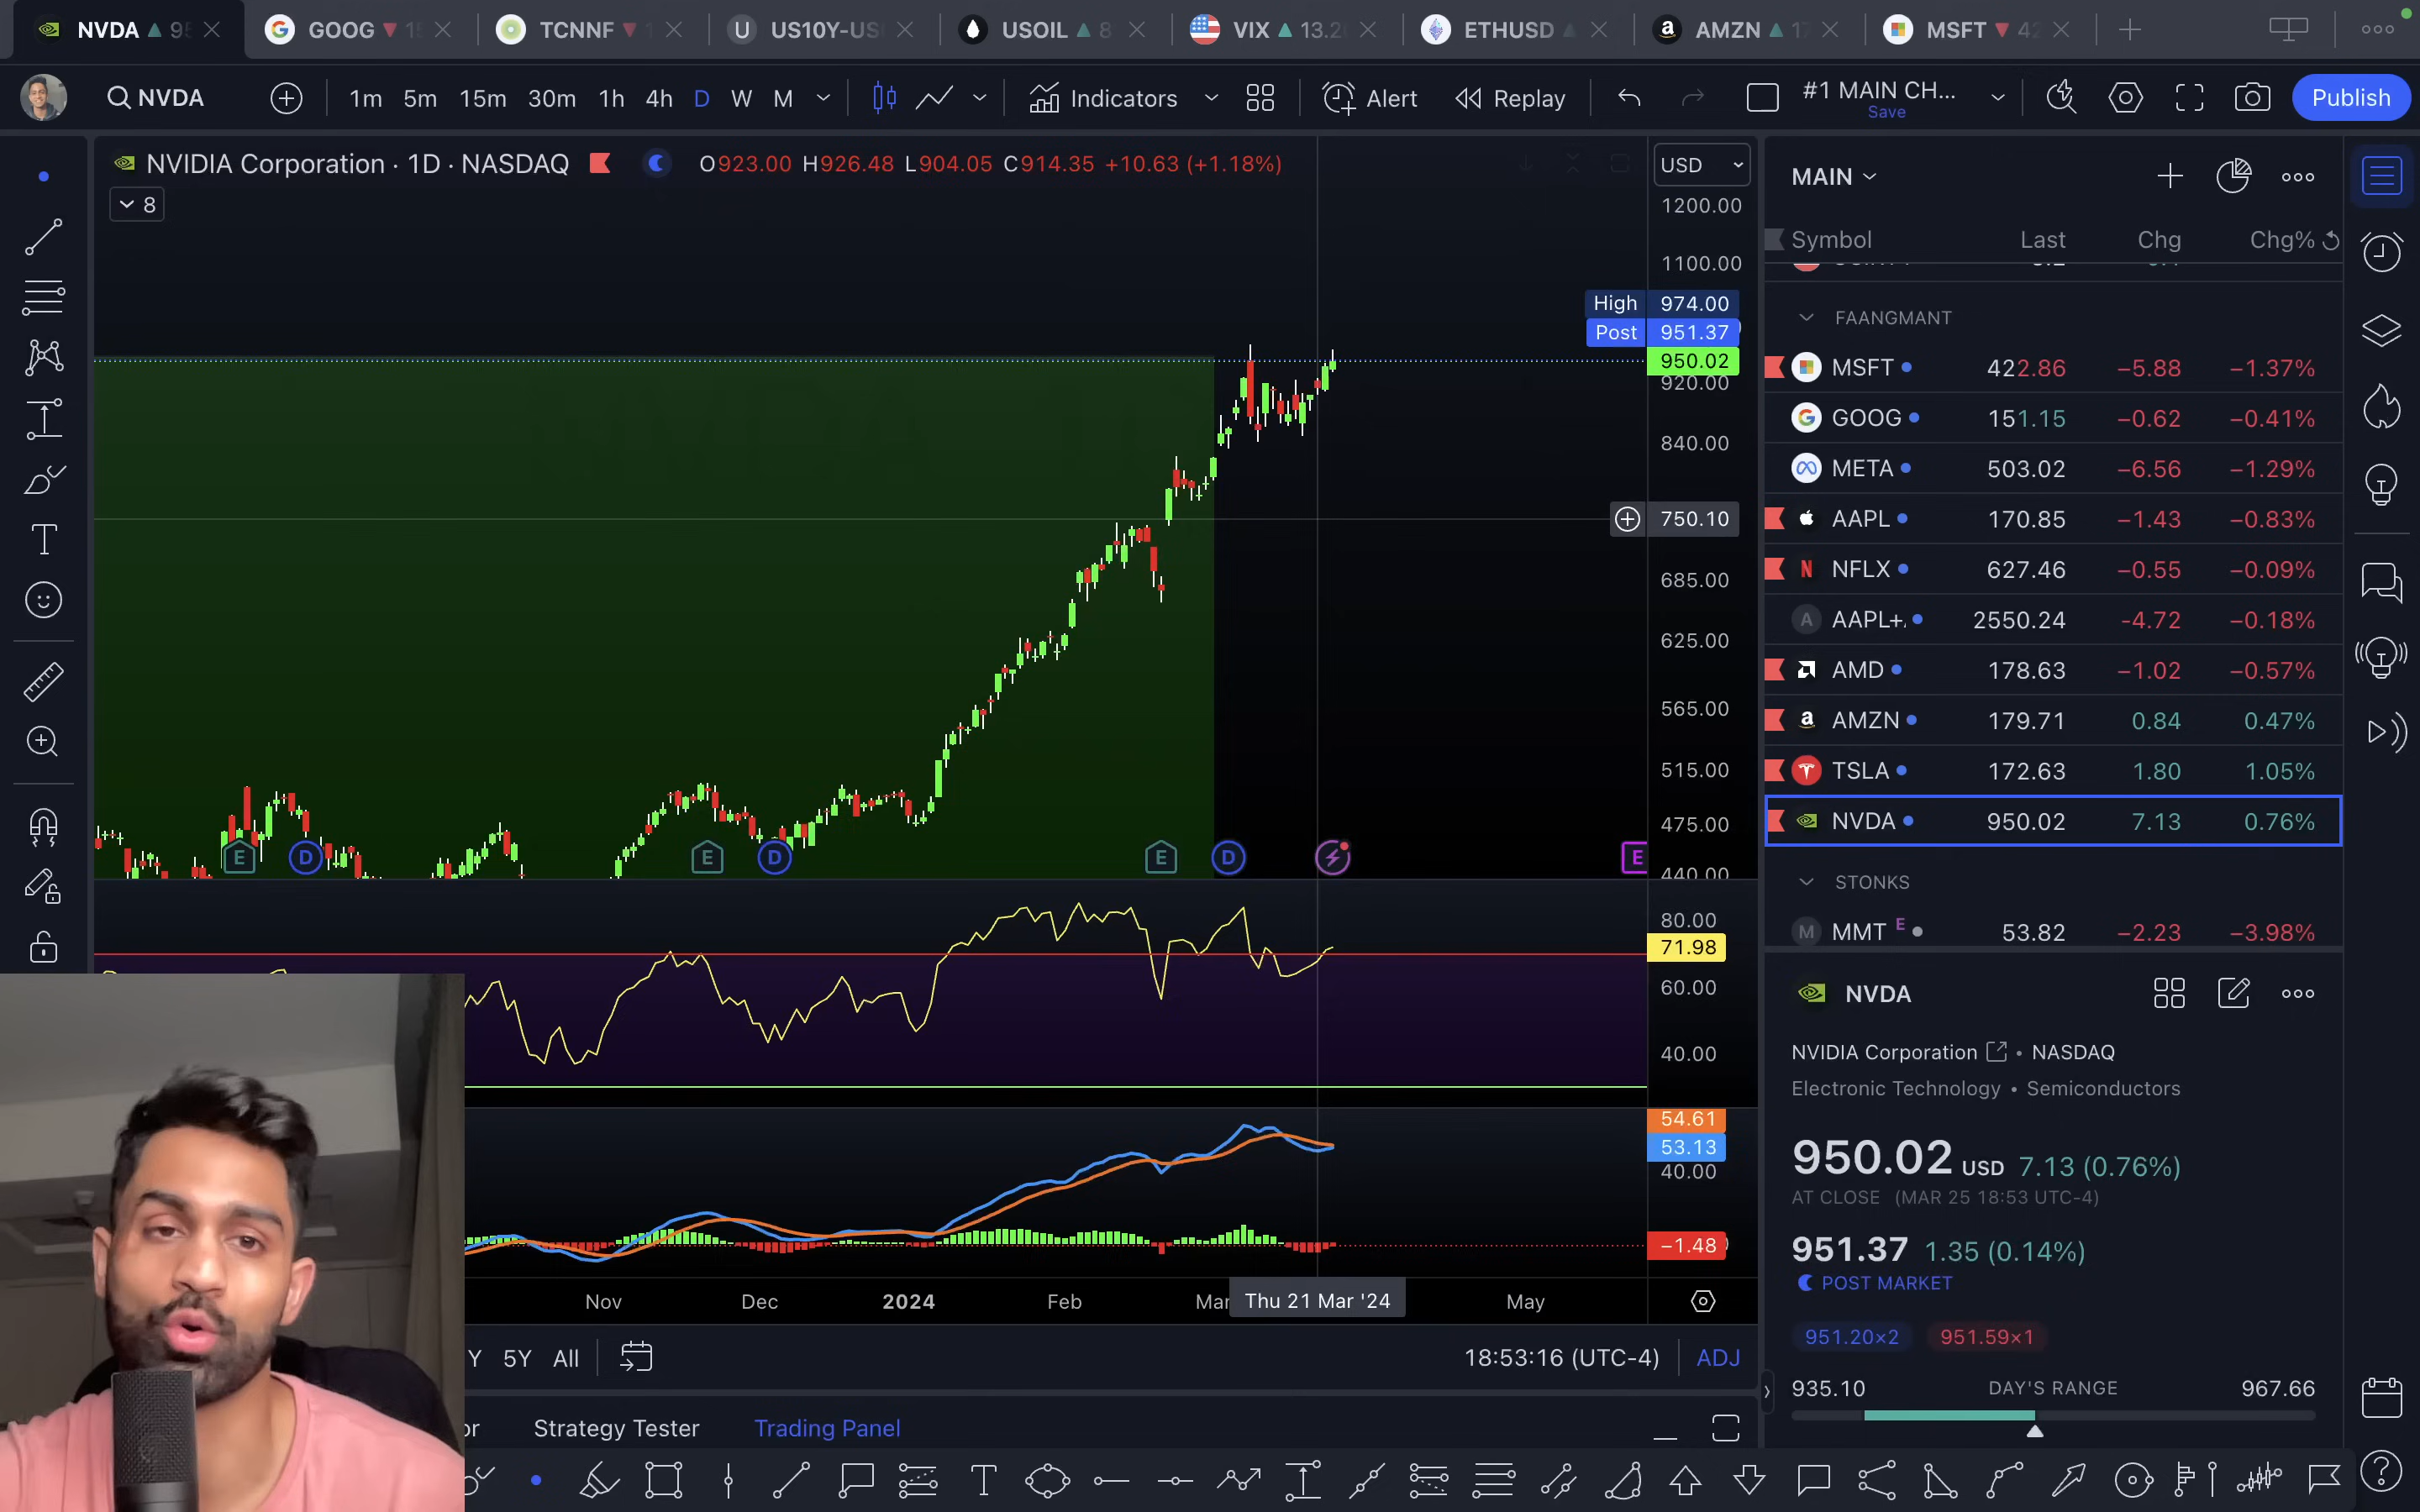 NVDA
GOOG
TCNNF
US10Y-US
USOIL 8
VIX 13.2
ETHUSD
AMZN 17
MSFT 42
NVDA 1m 5m 15m 30m 1h 4h D W M Indicators Alert Replay #1 MAIN CH... Publish
Save
NVIDIA Corporation · 1D · NASDAQ O923.00 H926.48 L904.05 C914.35 +10.63 (+1.18%)
8
USD
1200.00
1100.00
High 974.00
Post 951.37
950.02
920.00
840.00
750.10
685.00
625.00
565.00
515.00
475.00
440.00
E D E D E D E
80.00
71.98
60.00
40.00
54.61
53.13
40.00
−1.48
Nov Dec 2024 Feb Mar Thu 21 Mar '24 May
Y 5Y All 18:53:16 (UTC-4) ADJ
or Strategy Tester Trading Panel
MAIN
Symbol Last Chg Chg%
FAANGMANT
MSFT 422.86 −5.88 −1.37%
GOOG 151.15 −0.62 −0.41%
META 503.02 −6.56 −1.29%
AAPL 170.85 −1.43 −0.83%
NFLX 627.46 −0.55 −0.09%
A AAPL+ 2550.24 -4.72 −0.18%
AMD 178.63 −1.02 −0.57%
AMZN 179.71 0.84 0.47%
TSLA 172.63 1.80 1.05%
NVDA 950.02 7.13 0.76%
STONKS
M MMT E 53.82 −2.23 −3.98%
NVDA
NVIDIA Corporation • NASDAQ
Electronic Technology • Semiconductors
950.02 USD 7.13 (0.76%)
AT CLOSE (MAR 25 18:53 UTC-4)
951.37 1.35 (0.14%)
POST MARKET
951.20×2 951.59×1
935.10 DAY'S RANGE 967.66